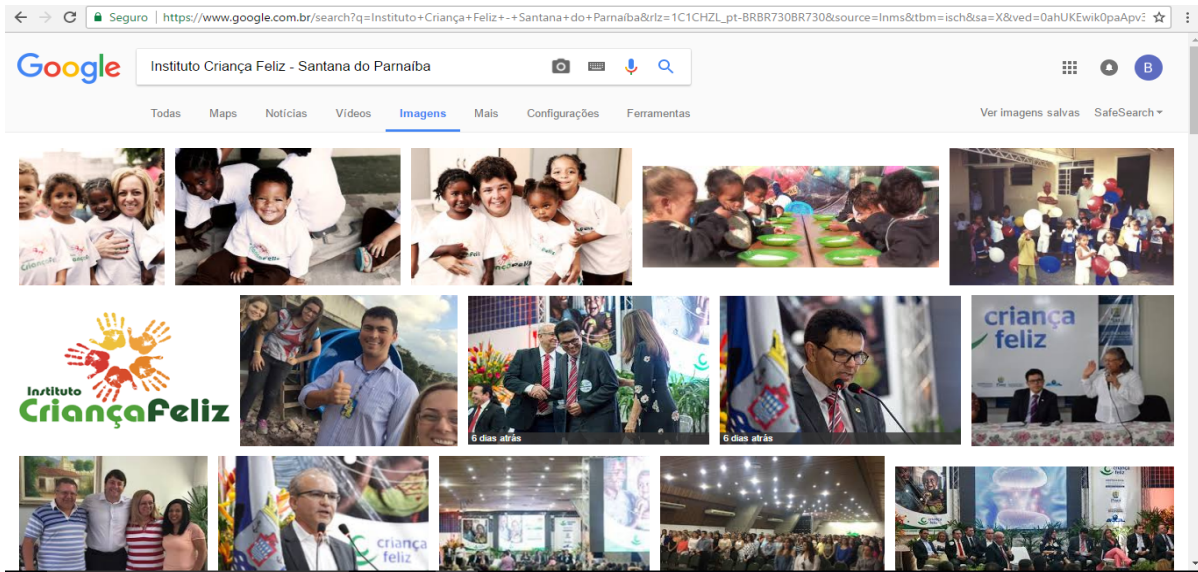 Seguro | https://www.google.com.br/search?q=Instituto+Criança+Feliz+-+Santana+do+Parnaíba&rlz=1C1CHZL_pt-BRBR730BR730&source=lnms&tbm=isch&sa=X&ved=0ahUKEwik0paApv
Google
Instituto Criança Feliz - Santana do Parnaíba
B
Todas Maps Notícias Vídeos Imagens Mais Configurações Ferramentas Ver imagens salvas SafeSearch
Instituto
CriançaFeliz
6 dias atrás
6 dias atrás
criança
feliz
criança
feliz
criança
feliz